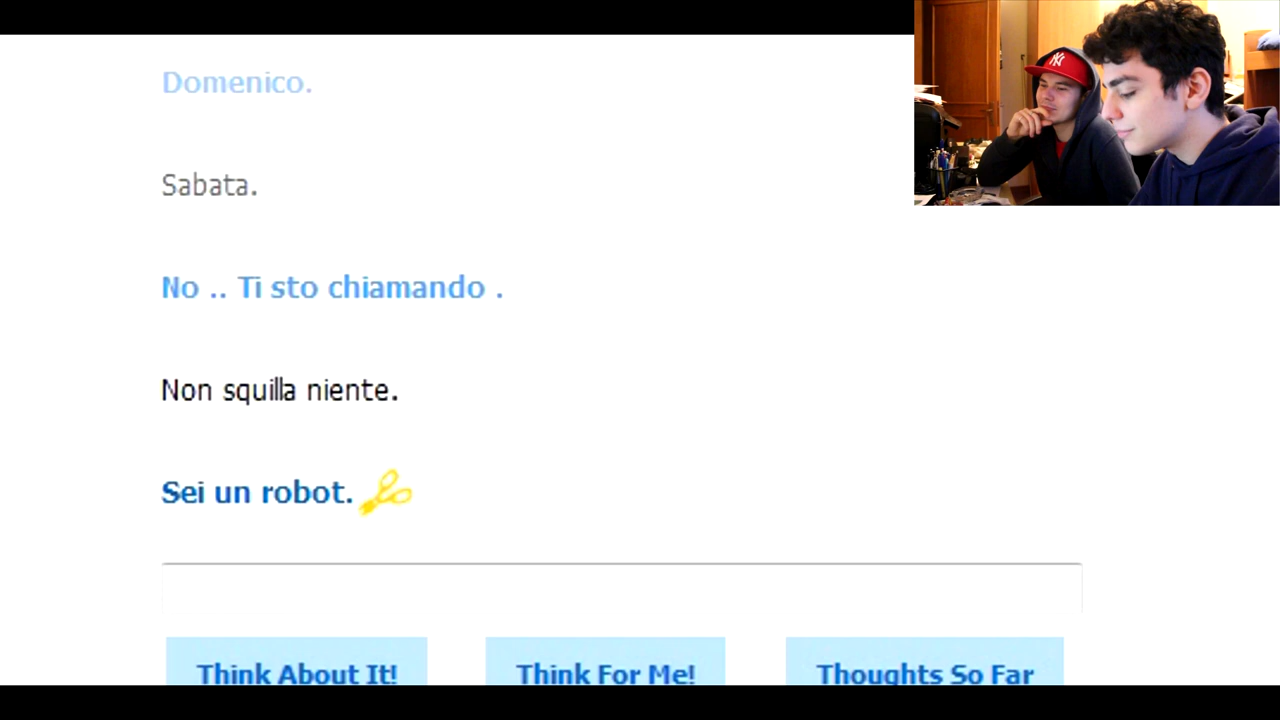 Domenico.
Sabata.
No .. Ti sto chiamando .
Non squilla niente.
Sei un robot.
Think About It!
Think For Me!
Thoughts So Far